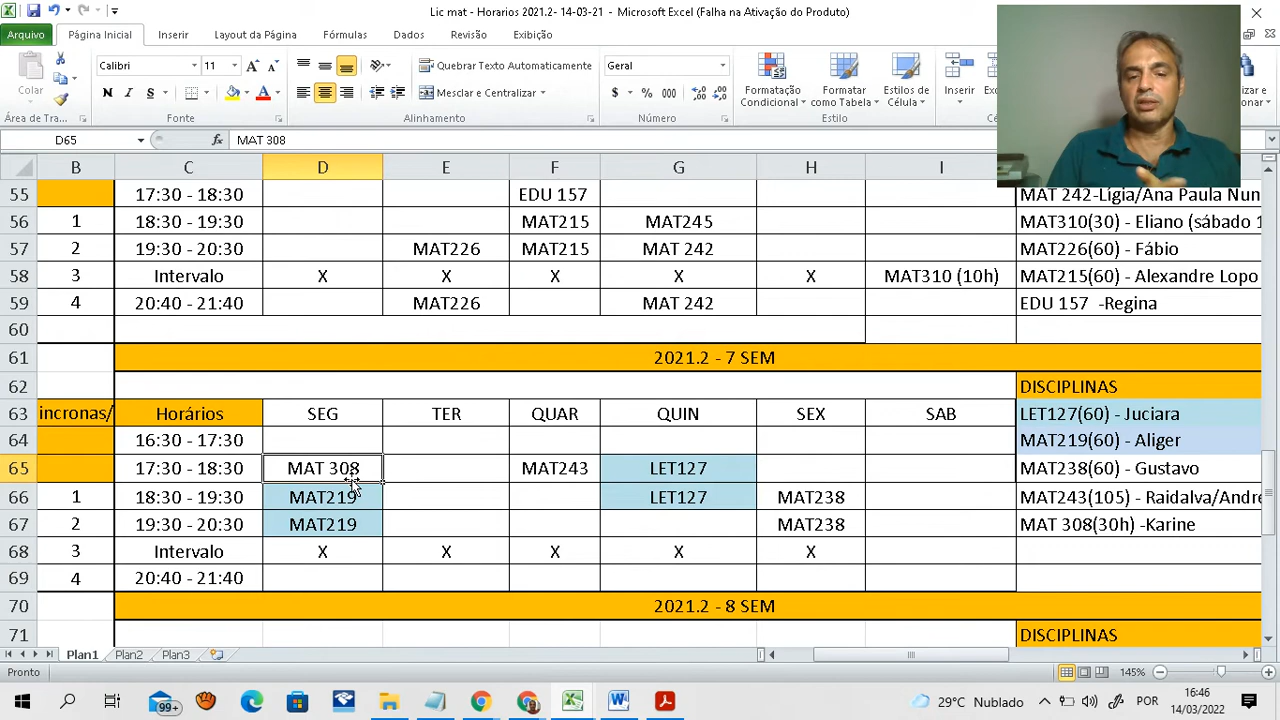 Lic mat - Horarios 2021.2- 14-03-21 - Microsoft Excel (Falha na Ativação do Produto)
Arquivo Página Inicial Inserir Layout da Página Fórmulas Dados Revisão Exibição
Colar
Calibri 11
N I S
Quebrar Texto Automaticamente
Mesclar e Centralizar
Geral
$ % 000
Formatação Condicional
Formatar como Tabela
Estilos de Célula
Inserir
Área de Tra...
Fonte
Alinhamento
Número
Estilo
D65 fx MAT 308
B C D E F G H I
55 17:30 - 18:30 EDU 157 MAT 242-Lígia/Ana Paula Nun
56 1 18:30 - 19:30 MAT215 MAT245 MAT310(30) - Eliano (sábado 1
57 2 19:30 - 20:30 MAT226 MAT215 MAT 242 MAT226(60) - Fábio
58 3 Intervalo X X X X X MAT310 (10h) MAT215(60) - Alexandre Lopo
59 4 20:40 - 21:40 MAT226 MAT 242 EDU 157 -Regina
60
61 2021.2 - 7 SEM
62 DISCIPLINAS
63 incronas/ Horários SEG TER QUAR QUIN SEX SAB LET127(60) - Juciara
64 16:30 - 17:30 MAT219(60) - Aliger
65 17:30 - 18:30 MAT 308 MAT243 LET127 MAT238(60) - Gustavo
66 1 18:30 - 19:30 MAT219 LET127 MAT238 MAT243(105) - Raidalva/Andre
67 2 19:30 - 20:30 MAT219 MAT238 MAT 308(30h) -Karine
68 3 Intervalo X X X X X
69 4 20:40 - 21:40
70 2021.2 - 8 SEM
71 DISCIPLINAS
Plan1 Plan2 Plan3
Pronto 145%
99+ 29°C Nublado POR 16:46
14/03/2022